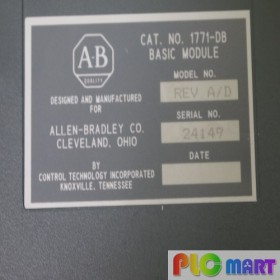 A-B
QUALITY
CAT. NO. 1771-DB
BASIC MODULE
MODEL NO.
REV A/D
SERIAL NO.
24149
DATE
DESIGNED AND MANUFACTURED
FOR
ALLEN-BRADLEY CO.
CLEVELAND, OHIO
BY
CONTROL TECHNOLOGY INCORPORATED
KNOXVILLE, TENNESSEE
PLC MART